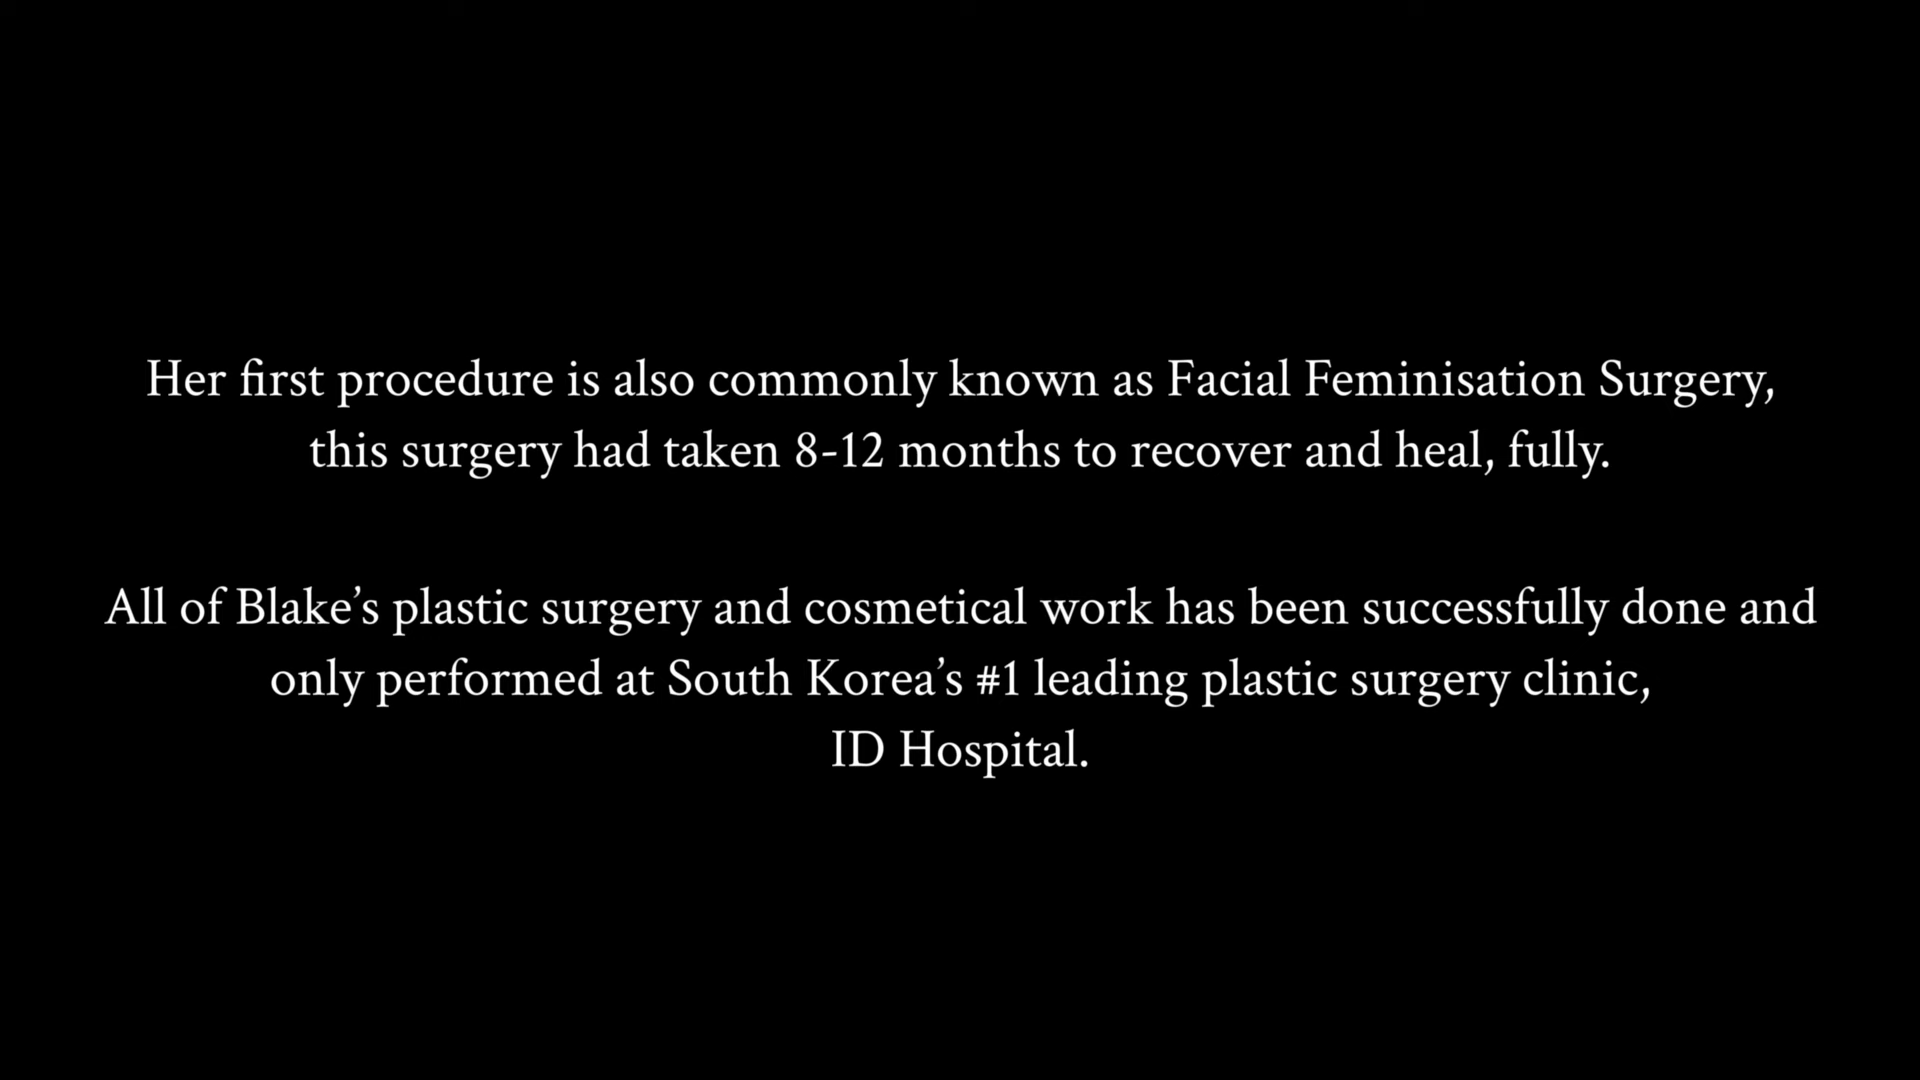 Her first procedure is also commonly known as Facial Feminisation Surgery,
this surgery had taken 8-12 months to recover and heal, fully.
All of Blake’s plastic surgery and cosmetical work has been successfully done and
only performed at South Korea’s #1 leading plastic surgery clinic,
ID Hospital.